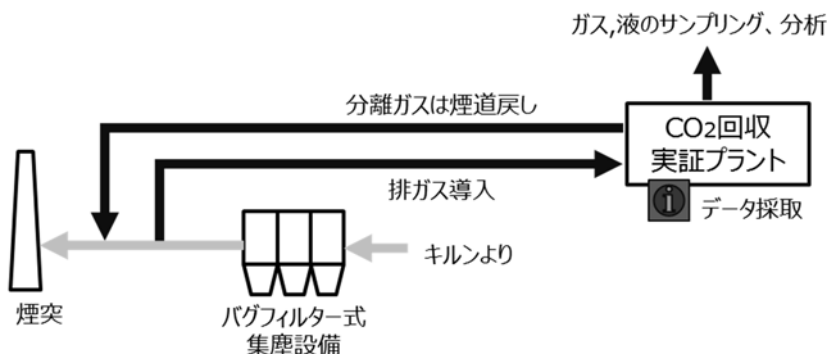 ガス,液のサンプリング、分析
分離ガスは煙道戻し
CO2回収
実証プラント
排ガス導入
データ採取
キルンより
煙突
バグフィルター式
集塵設備